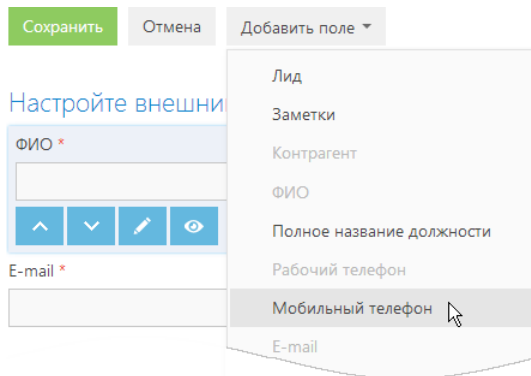 Сохранить Отмена Добавить поле
Настройте внешни
ФИО *
E-mail *
Лид
Заметки
Контрагент
ФИО
Полное название должности
Рабочий телефон
Мобильный телефон
E-mail